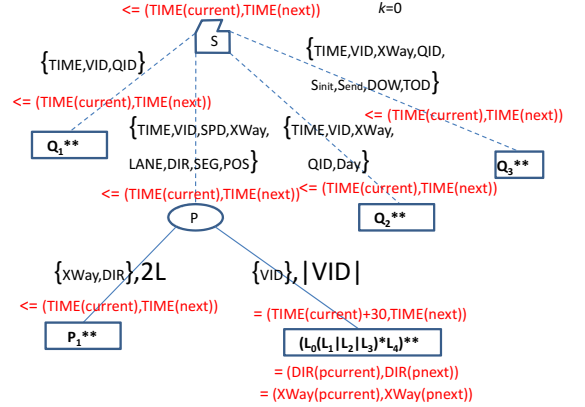 <= (TIME(current),TIME(next))
k=0
S
{TIME,VID,QID}
{TIME,VID,XWay,QID,
Sinit,Send,DOW,TOD}
<= (TIME(current),TIME(next))
<= (TIME(current),TIME(next))
{TIME,VID,SPD,XWay,
LANE,DIR,SEG,POS}
{TIME,VID,XWay,
QID,Day}
Q1**
Q3**
<= (TIME(current),TIME(next))
<= (TIME(current),TIME(next))
P
Q2**
{XWay,DIR},2L
{VID},|VID|
<= (TIME(current),TIME(next))
= (TIME(current)+30,TIME(next))
P1**
(L0(L1|L2|L3)*L4)**
= (DIR(pcurrent),DIR(pnext))
= (XWay(pcurrent),XWay(pnext))